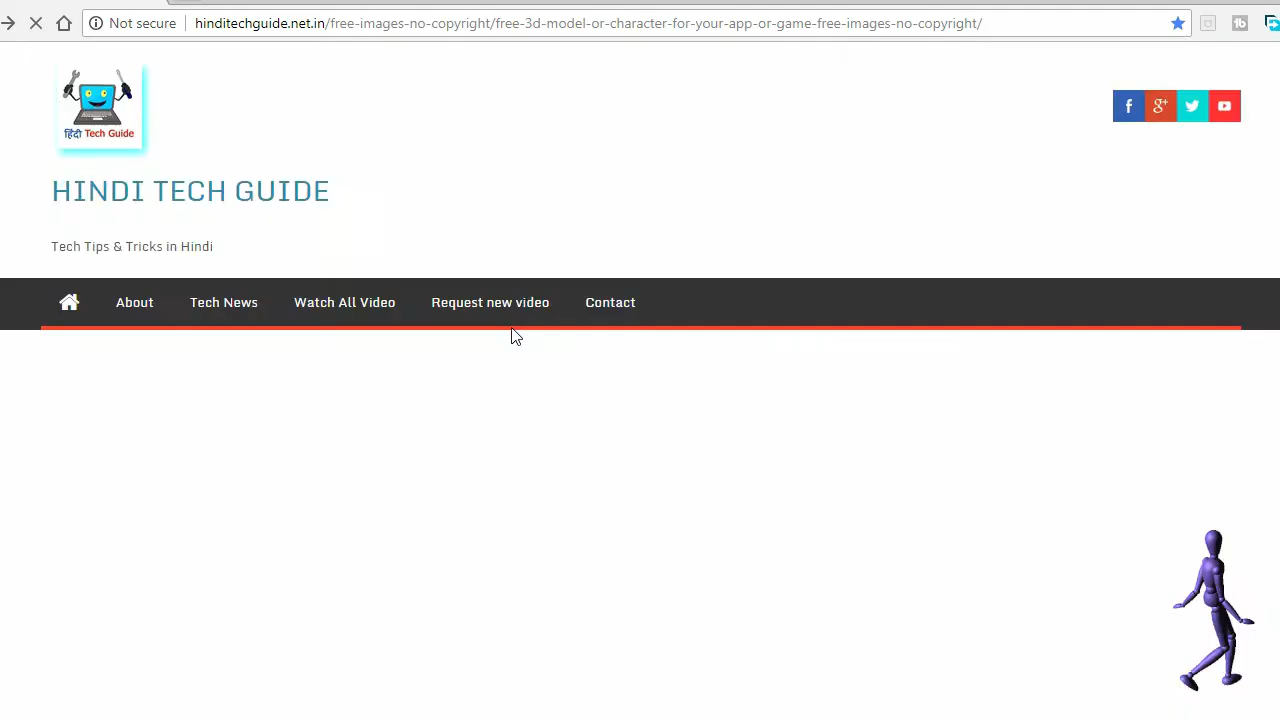 Not secure hinditechguide.net.in/free-images-no-copyright/free-3d-model-or-character-for-your-app-or-game-free-images-no-copyright/
हिंदी Tech Guide
HINDI TECH GUIDE
Tech Tips & Tricks in Hindi
About Tech News Watch All Video Request new video Contact